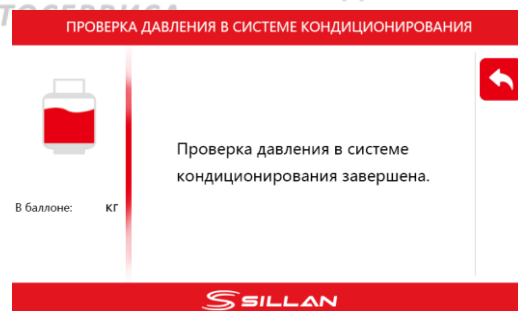 ПРОВЕРКА ДАВЛЕНИЯ В СИСТЕМЕ КОНДИЦИОНИРОВАНИЯ
Проверка давления в системе
кондиционирования завершена.
В баллоне: кг
SILLAN